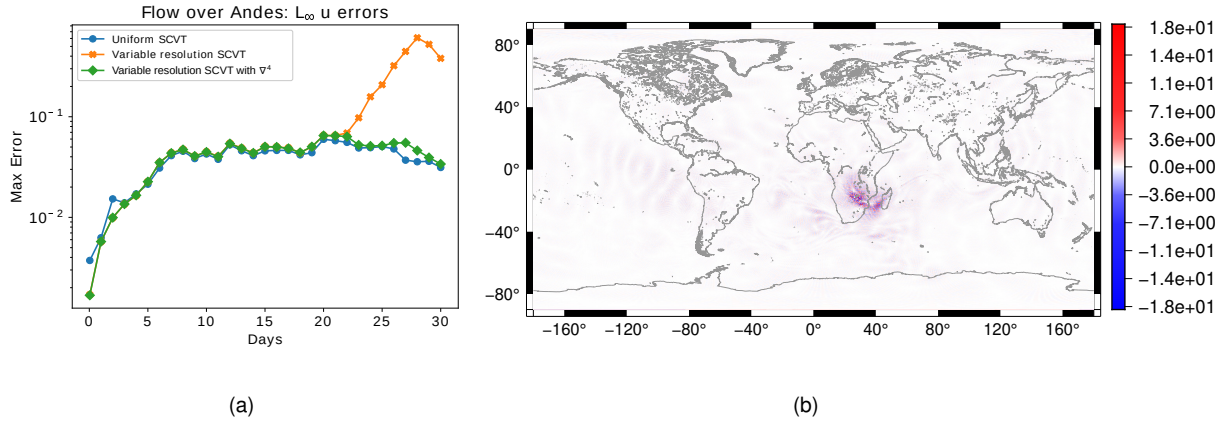 Flow over Andes: L∞ u errors
Uniform SCVT
Variable resolution SCVT
Variable resolution SCVT with ∇⁴
Max Error
10⁻¹
10⁻²
0 5 10 15 20 25 30
Days
(a)
80°
40°
0°
−40°
−80°
−160° −120° −80° −40° 0° 40° 80° 120° 160°
1.8e+01
1.4e+01
1.1e+01
7.1e+00
3.6e+00
0.0e+00
−3.6e+00
−7.1e+00
−1.1e+01
−1.4e+01
−1.8e+01
(b)